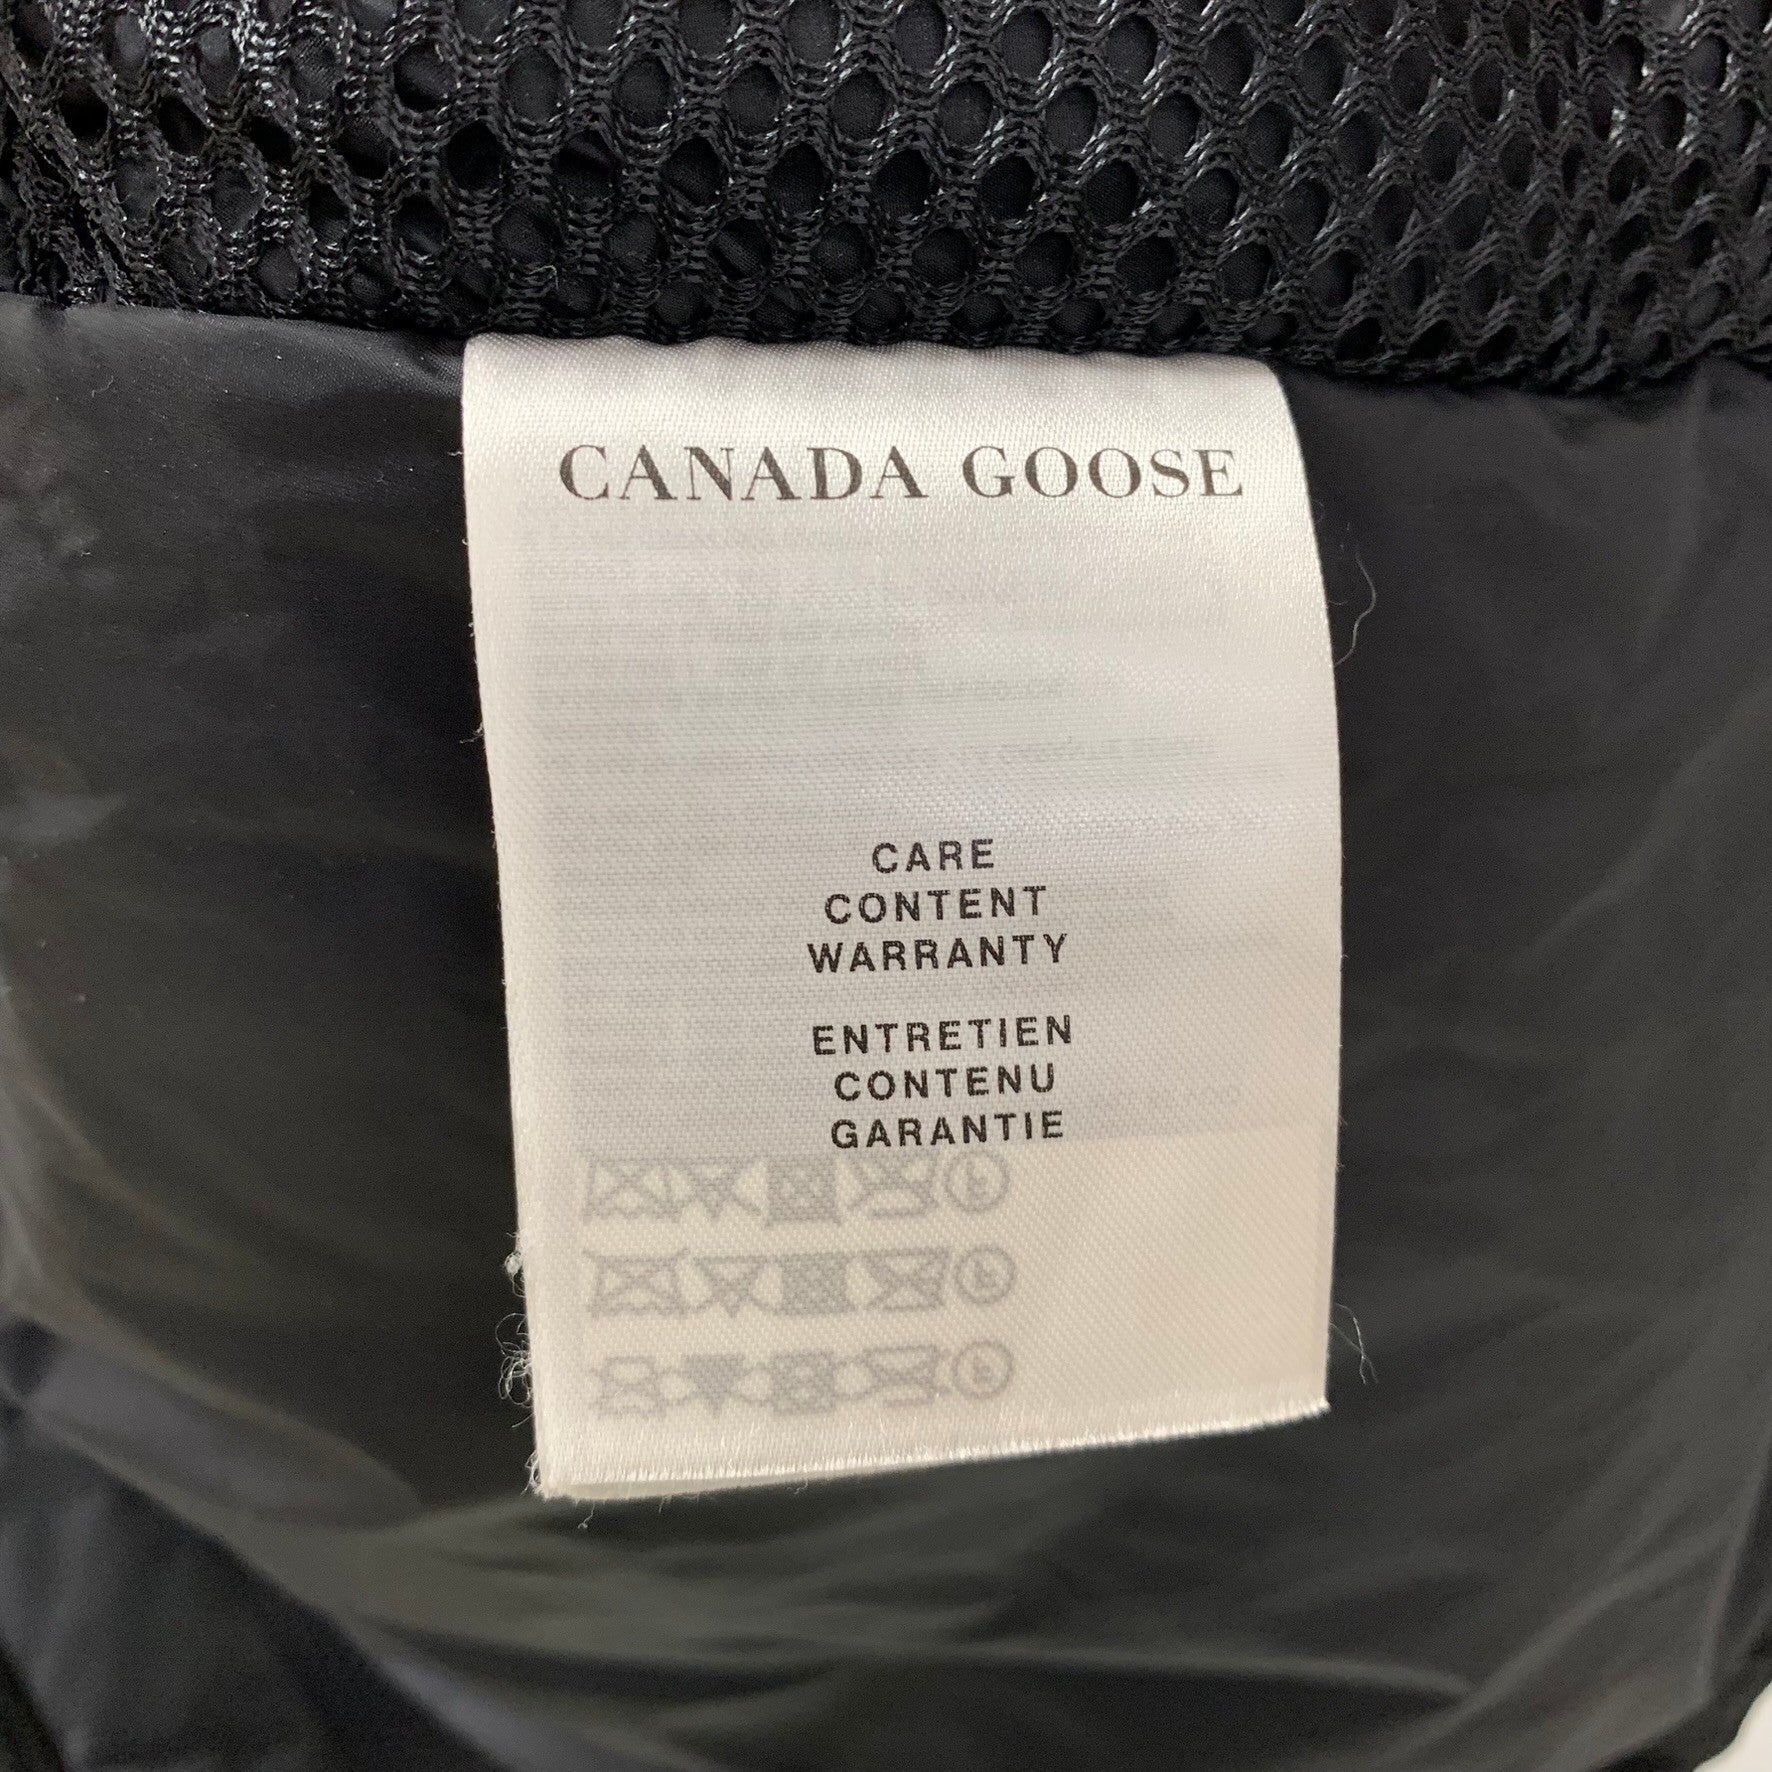 CANADA GOOSE
CARE
CONTENT
WARRANTY
ENTRETIEN
CONTENU
GARANTIE